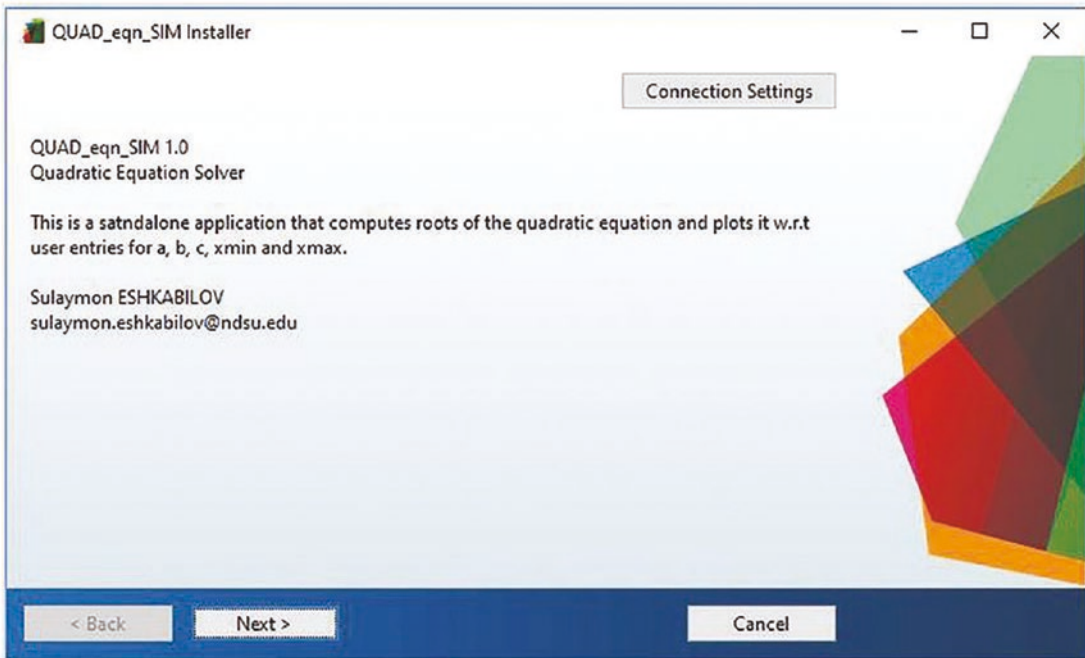 QUAD_eqn_SIM Installer
Connection Settings
QUAD_eqn_SIM 1.0
Quadratic Equation Solver
This is a satndalone application that computes roots of the quadratic equation and plots it w.r.t
user entries for a, b, c, xmin and xmax.
Sulaymon ESHKABILOV
sulaymon.eshkabilov@ndsu.edu
< Back
Next >
Cancel